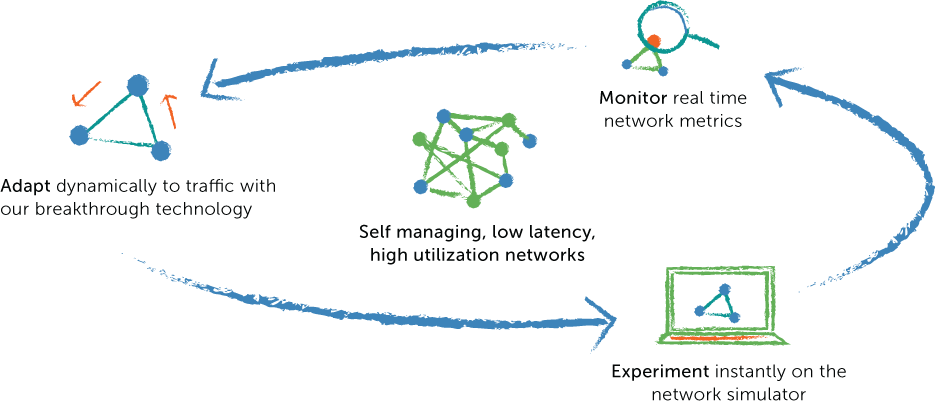 Monitor real time
network metrics
Adapt dynamically to traffic with
our breakthrough technology
Self managing, low latency,
high utilization networks
Experiment instantly on the
network simulator